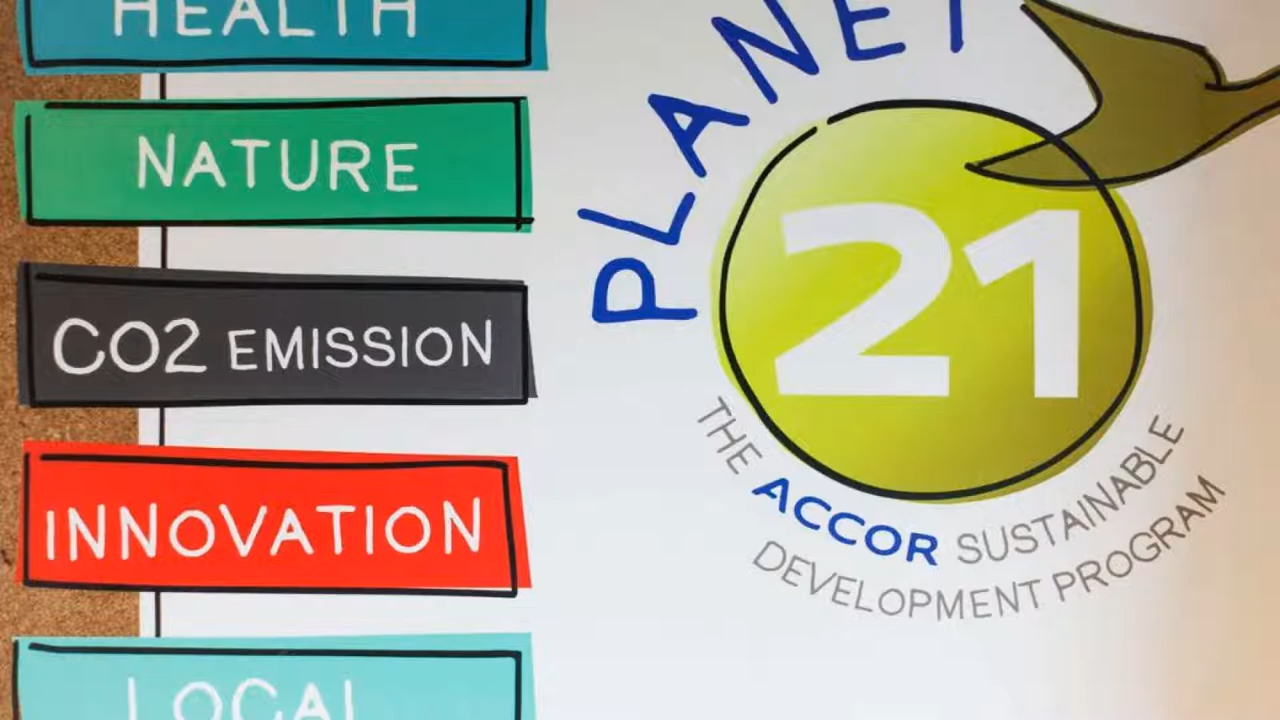 HEALTH
NATURE
CO2 EMISSION
INNOVATION
LOCAL
PLANET
21
THE ACCOR SUSTAINABLE
DEVELOPMENT PROGRAM